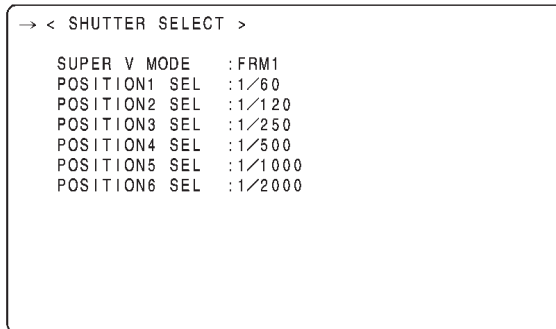 → < SHUTTER SELECT >
SUPER V MODE :FRM1
POSITION1 SEL :1/60
POSITION2 SEL :1/120
POSITION3 SEL :1/250
POSITION4 SEL :1/500
POSITION5 SEL :1/1000
POSITION6 SEL :1/2000